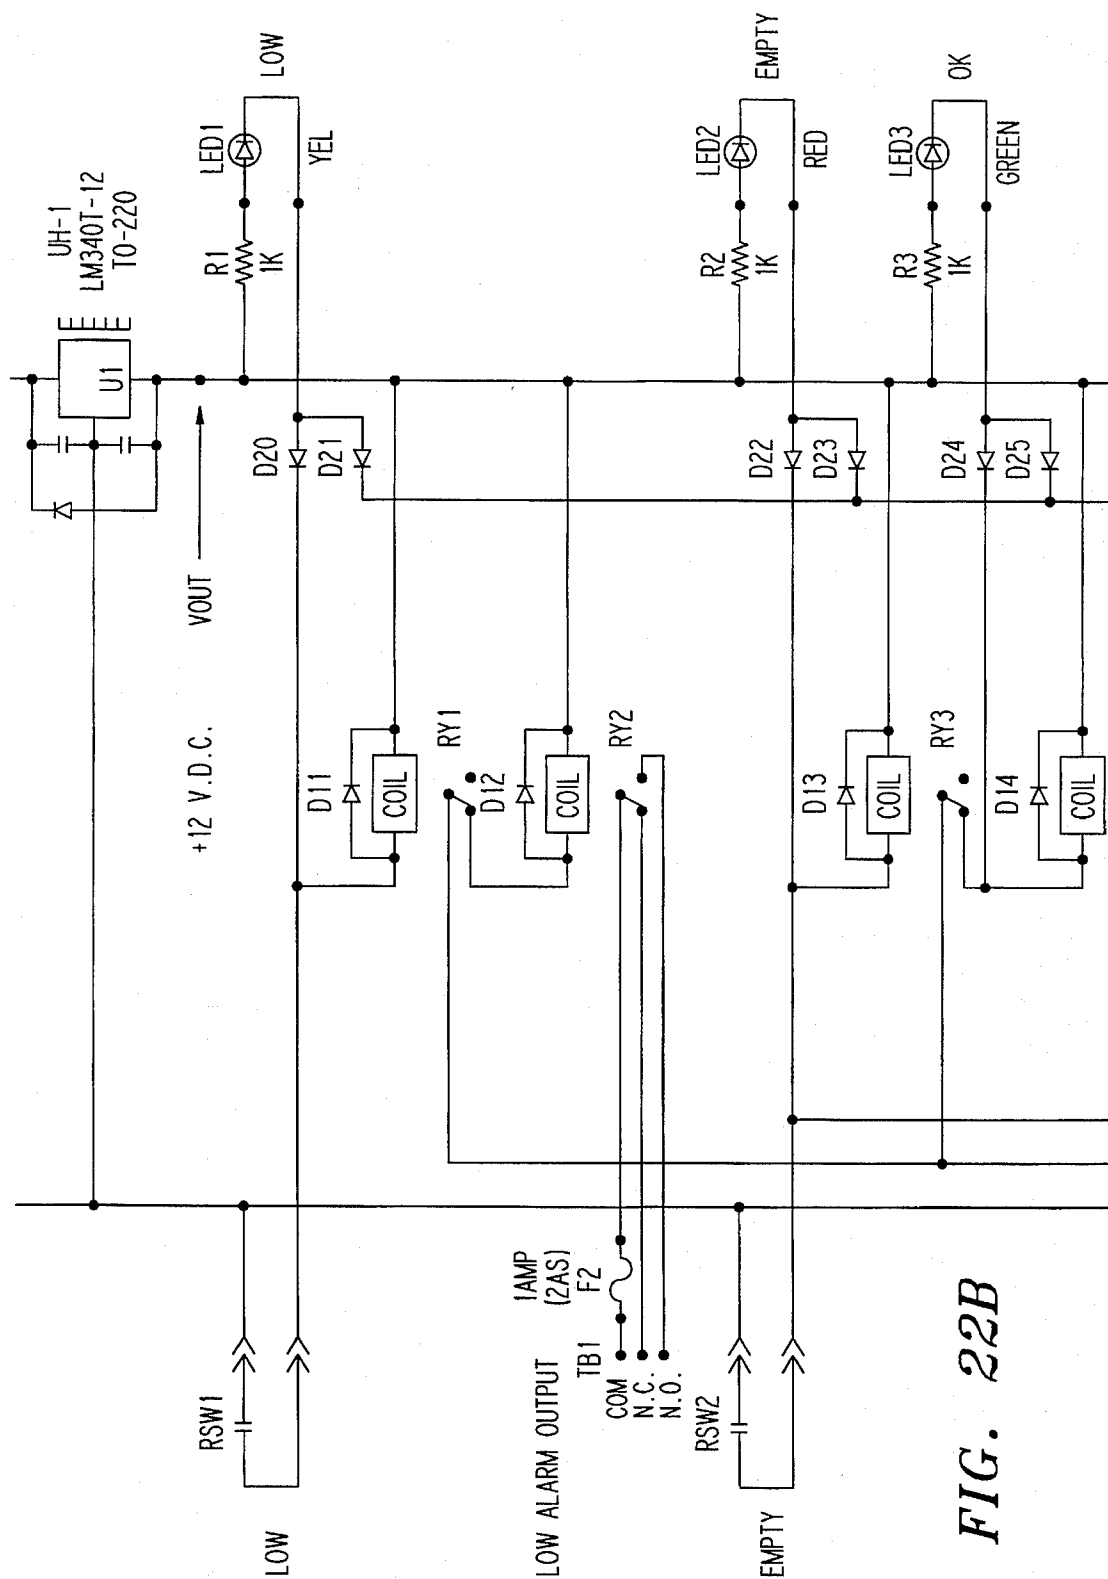 UH-1
LM340T-12
TO-220
U1
+12 V.D.C.
VOUT
R1
1K
LED1
LOW
YEL
D20
D21
D11
COIL
RY1
D12
COIL
RY2
RSW1
LOW
LOW ALARM OUTPUT
TB1
COM
N.C.
N.O.
1AMP
(2AS)
F2
R2
1K
LED2
EMPTY
RED
D22
D23
D13
COIL
RY3
RSW2
EMPTY
R3
1K
LED3
OK
GREEN
D24
D25
D14
COIL
FIG. 22B